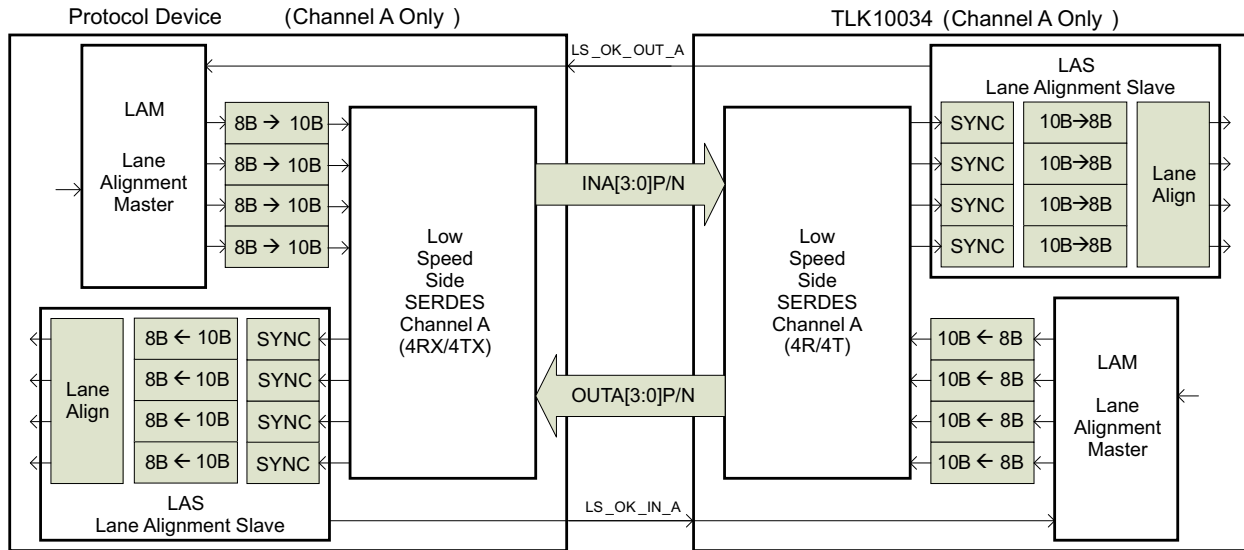 Protocol Device (Channel A Only )
TLK10034 (Channel A Only )
LS_OK_OUT_A
LAM
Lane
Alignment
Master
8B → 10B
8B → 10B
8B → 10B
8B → 10B
Low
Speed
Side
SERDES
Channel A
(4RX/4TX)
INA[3:0]P/N
Low
Speed
Side
SERDES
Channel A
(4R/4T)
LAS
Lane Alignment Slave
SYNC
10B→8B
SYNC
10B→8B
SYNC
10B→8B
SYNC
10B→8B
Lane
Align
Lane
Align
8B ← 10B
SYNC
8B ← 10B
SYNC
8B ← 10B
SYNC
8B ← 10B
SYNC
LAS
Lane Alignment Slave
OUTA[3:0]P/N
10B ← 8B
10B ← 8B
10B ← 8B
10B ← 8B
LAM
Lane
Alignment
Master
LS_OK_IN_A